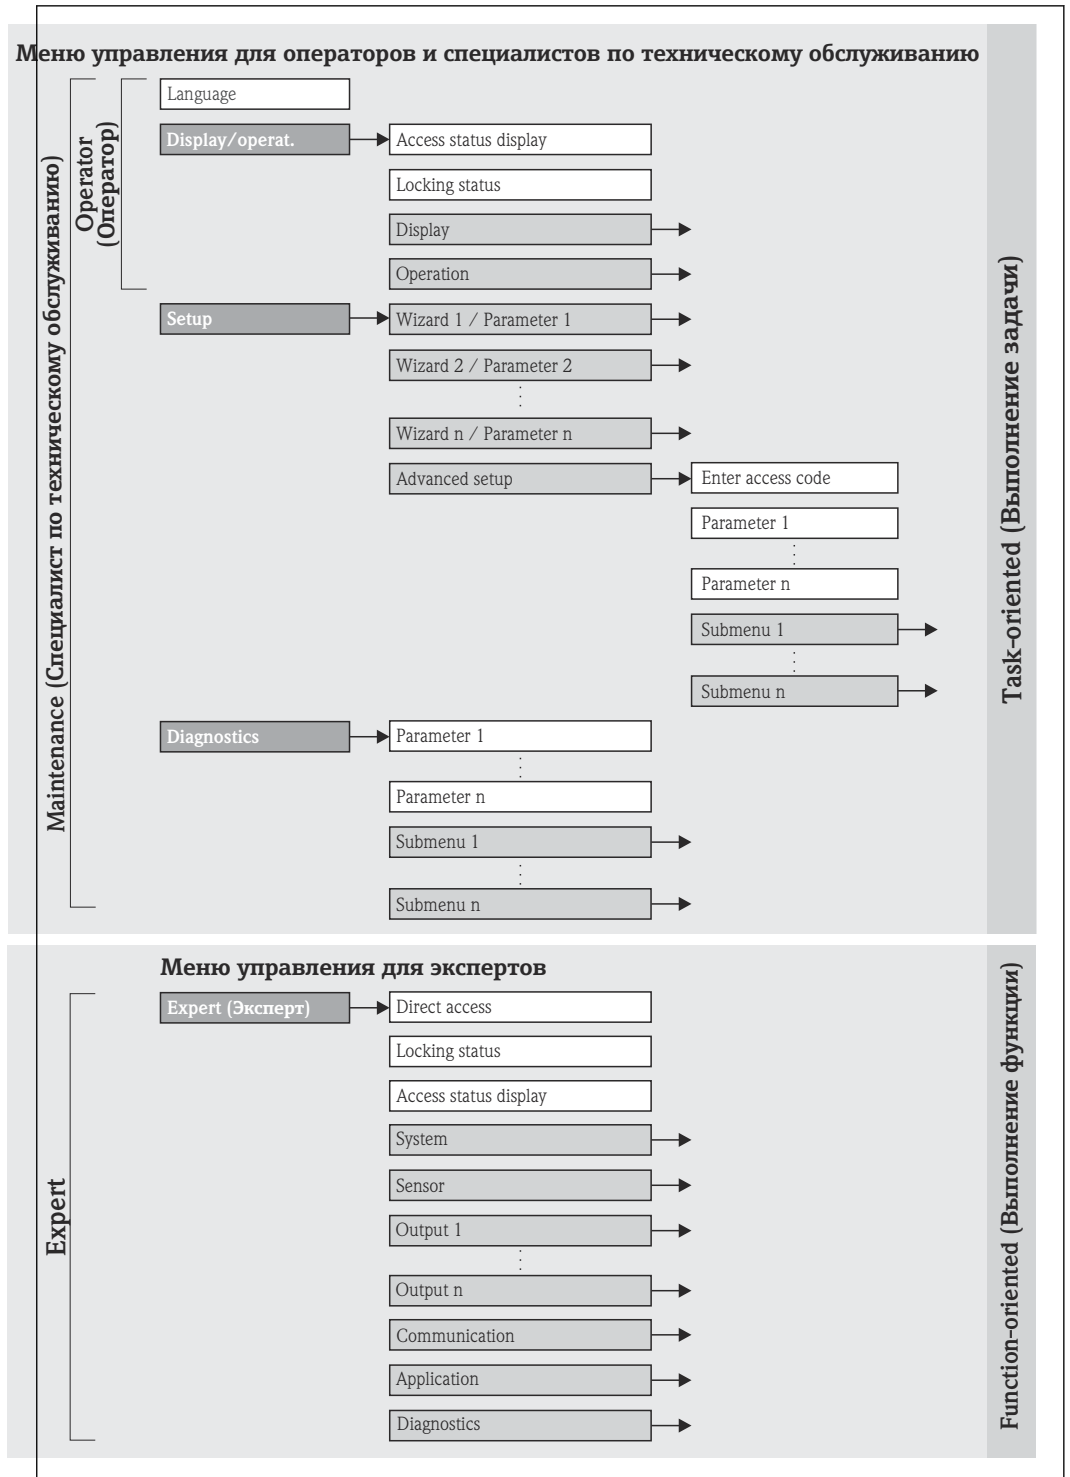 Меню управления для операторов и специалистов по техническому обслуживанию
Maintenance (Специалист по техническому обслуживанию)
Operator
(Оператор)
Language
Display/operat.
Access status display
Locking status
Display
Operation
Setup
Wizard 1 / Parameter 1
Wizard 2 / Parameter 2
Wizard n / Parameter n
Advanced setup
Enter access code
Parameter 1
Parameter n
Submenu 1
Submenu n
Diagnostics
Parameter 1
Parameter n
Submenu 1
Submenu n
Task-oriented (Выполнение задачи)
Меню управления для экспертов
Expert
Expert (Эксперт)
Direct access
Locking status
Access status display
System
Sensor
Output 1
Output n
Communication
Application
Diagnostics
Function-oriented (Выполнение функции)